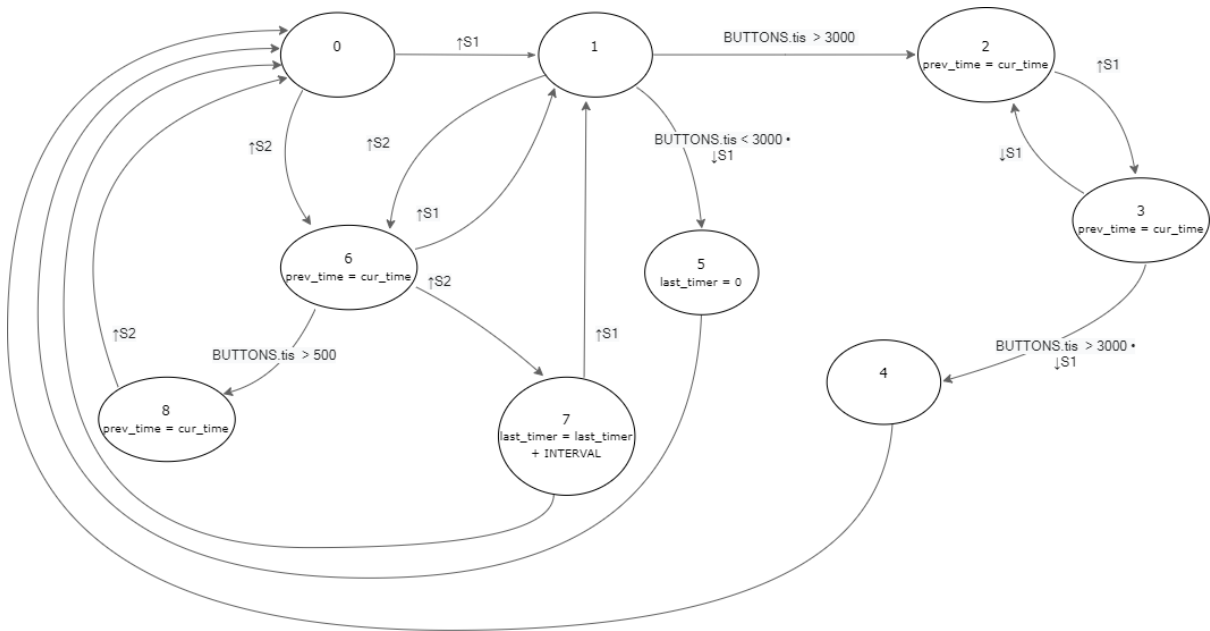 0
↑S1
1
BUTTONS.tis > 3000
2
prev_time = cur_time
↑S1
↑S2
↑S2
BUTTONS.tis < 3000 •
↓S1
↓S1
↑S1
3
prev_time = cur_time
6
prev_time = cur_time
↑S2
5
last_timer = 0
↑S2
BUTTONS.tis > 500
↑S1
BUTTONS.tis > 3000 •
↓S1
4
8
prev_time = cur_time
7
last_timer = last_timer
+ INTERVAL